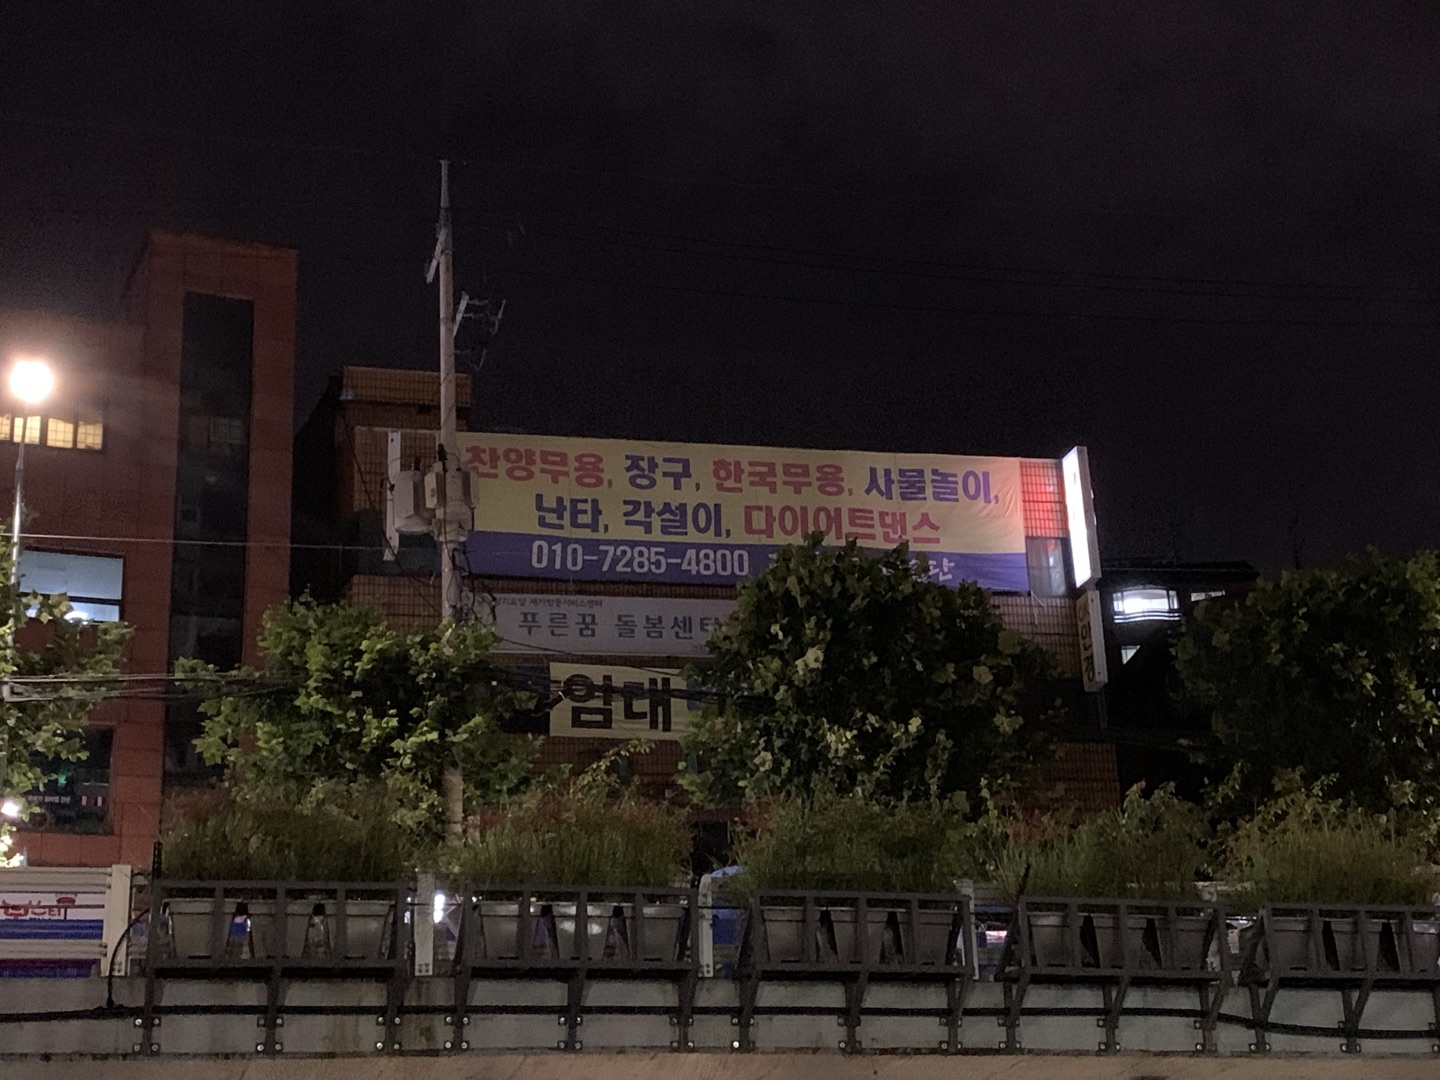 찬양무용, 장구, 한국무용, 사물놀이,
난타, 각설이, 다이어트댄스
010-7285-4800
푸른꿈 돌봄센터
임대